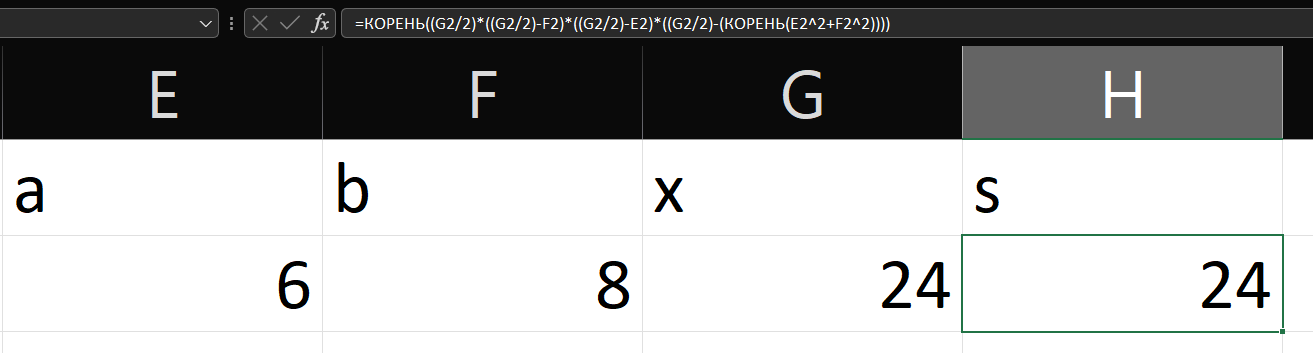 fx =КОРЕНЬ((G2/2)*((G2/2)-F2)*((G2/2)-E2)*((G2/2)-(КОРЕНЬ(E2^2+F2^2))))
E F G H
a b x s
6 8 24 24